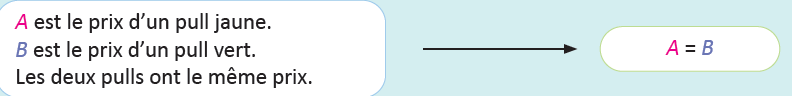 A est le prix d’un pull jaune.
B est le prix d’un pull vert.
Les deux pulls ont le même prix.
A = B